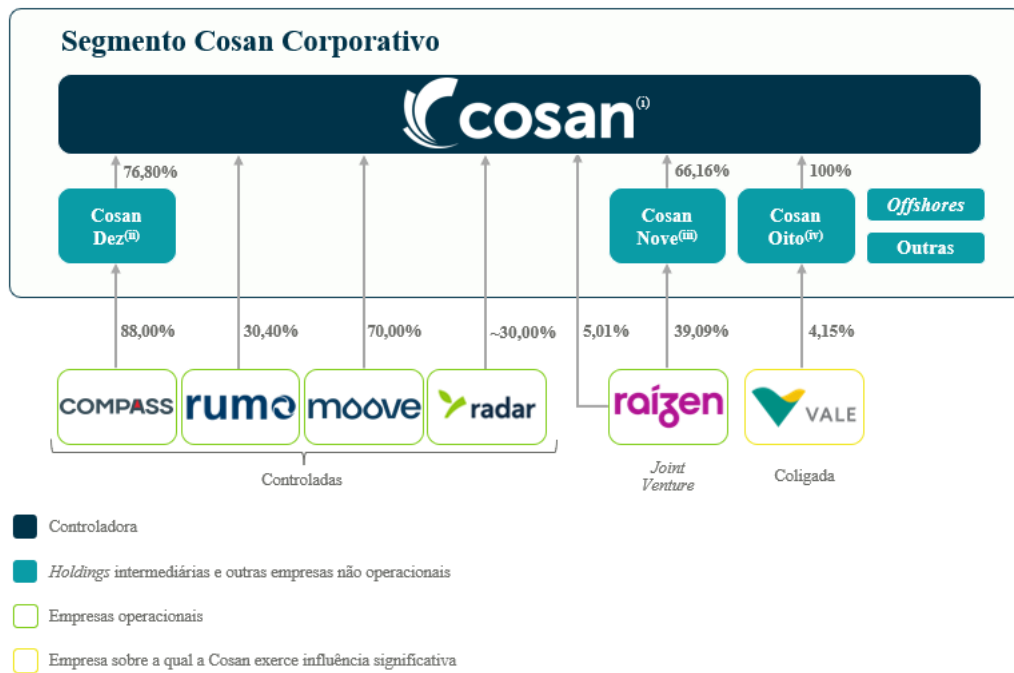 Segmento Cosan Corporativo
cosan(i)
76,80%
66,16%
100%
Cosan
Dez(ii)
Cosan
Nove(iii)
Cosan
Oito(iv)
Offshores
Outras
88,00%
30,40%
70,00%
~30,00%
5,01%
39,09%
4,15%
COMPASS
rumo
moove
radar
raízen
VALE
Controladas
Joint
Venture
Coligada
Controladora
Holdings intermediárias e outras empresas não operacionais
Empresas operacionais
Empresa sobre a qual a Cosan exerce influência significativa